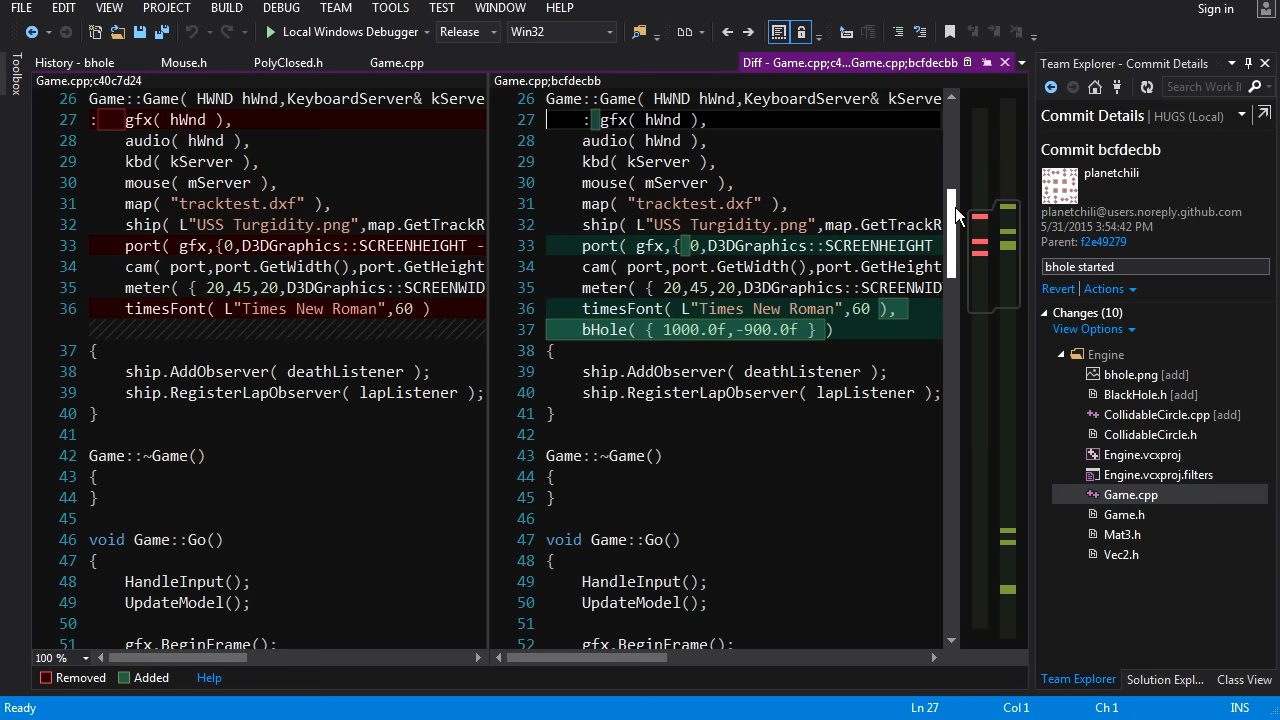 FILE EDIT VIEW PROJECT BUILD DEBUG TEAM TOOLS TEST WINDOW HELP Sign in
Local Windows Debugger Release Win32
Toolbox
History - bhole Mouse.h PolyClosed.h Game.cpp Diff - Game.cpp;c4...Game.cpp;bcfdecbb
Game.cpp;c40c7d24
26 Game::Game( HWND hWnd,KeyboardServer& kServe
27 : gfx( hWnd ),
28 audio( hWnd ),
29 kbd( kServer ),
30 mouse( mServer ),
31 map( "tracktest.dxf" ),
32 ship( L"USS Turgidity.png",map.GetTrackR
33 port( gfx,{0,D3DGraphics::SCREENHEIGHT -
34 cam( port,port.GetWidth(),port.GetHeight
35 meter( { 20,45,20,D3DGraphics::SCREENWID
36 timesFont( L"Times New Roman",60 )
37 {
38 ship.AddObserver( deathListener );
39 ship.RegisterLapObserver( lapListener );
40 }
41
42 Game::~Game()
43 {
44 }
45
46 void Game::Go()
47 {
48 HandleInput();
49 UpdateModel();
50
51 gfx.BeginFrame();
Game.cpp;bcfdecbb
26 Game::Game( HWND hWnd,KeyboardServer& kServe
27 : gfx( hWnd ),
28 audio( hWnd ),
29 kbd( kServer ),
30 mouse( mServer ),
31 map( "tracktest.dxf" ),
32 ship( L"USS Turgidity.png",map.GetTrackR
33 port( gfx,{ 0,D3DGraphics::SCREENHEIGHT
34 cam( port,port.GetWidth(),port.GetHeight
35 meter( { 20,45,20,D3DGraphics::SCREENWID
36 timesFont( L"Times New Roman",60 ),
37 bHole( { 1000.0f,-900.0f } )
38 {
39 ship.AddObserver( deathListener );
40 ship.RegisterLapObserver( lapListener );
41 }
42
43 Game::~Game()
44 {
45 }
46
47 void Game::Go()
48 {
49 HandleInput();
50 UpdateModel();
51
52 gfx.BeginFrame();
100 %
Removed Added Help
Team Explorer - Commit Details
Search Work It
Commit Details | HUGS (Local)
Commit bcfdecbb
planetchili
planetchili@users.noreply.github.com
5/31/2015 3:54:42 PM
Parent: f2e49279
bhole started
Revert | Actions
Changes (10)
View Options
Engine
bhole.png [add]
BlackHole.h [add]
CollidableCircle.cpp [add]
CollidableCircle.h
Engine.vcxproj
Engine.vcxproj.filters
Game.cpp
Game.h
Mat3.h
Vec2.h
Team Explorer Solution Expl... Class View
Ready Ln 27 Col 1 Ch 1 INS